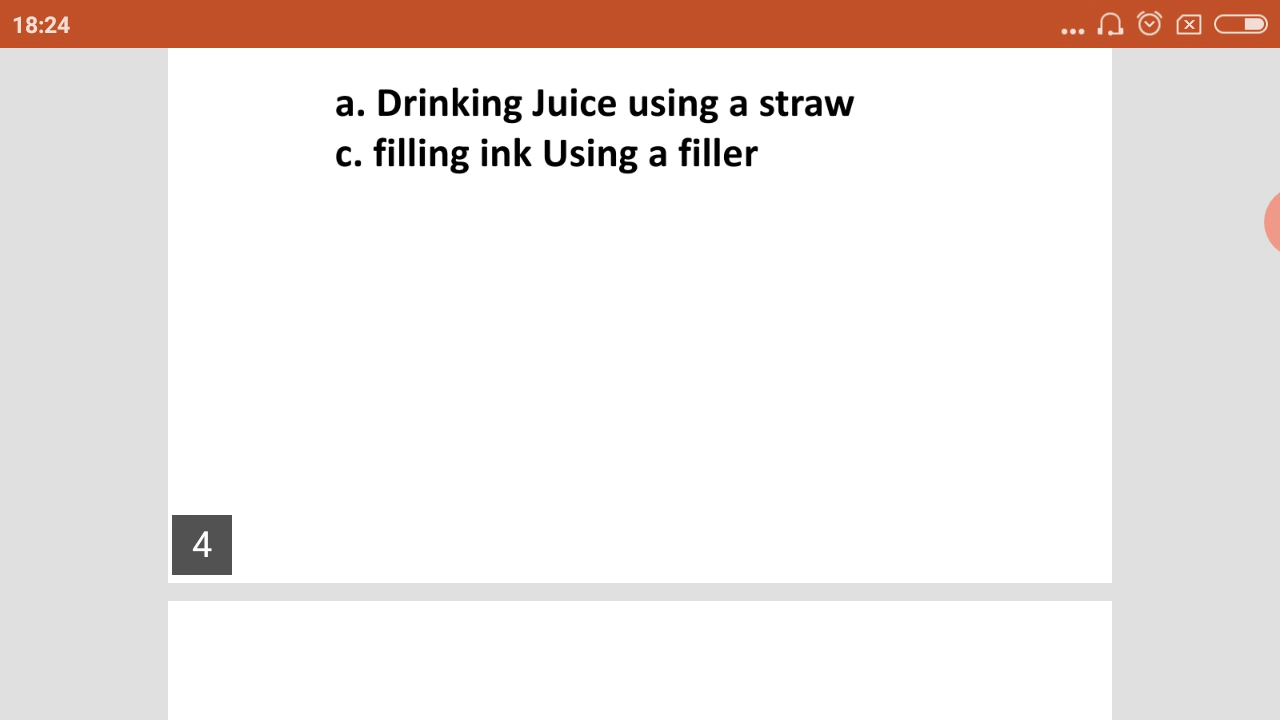 18:24
a. Drinking Juice using a straw
c. filling ink Using a filler
4